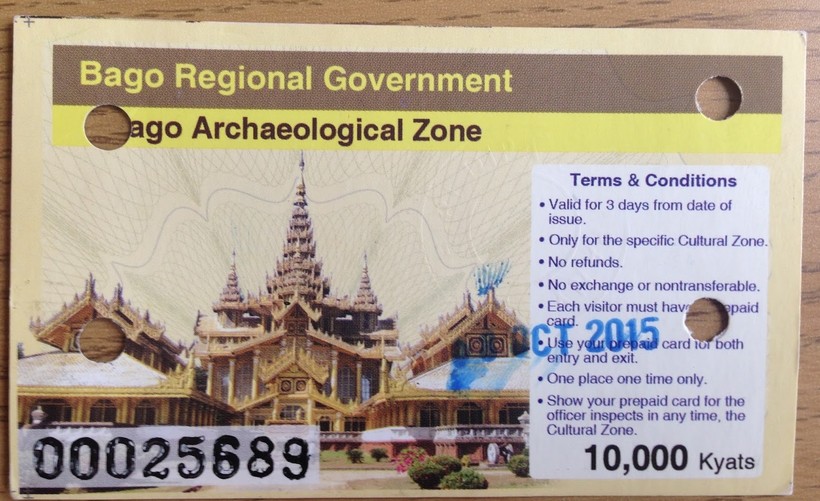 Bago Regional Government
ago Archaeological Zone
Terms & Conditions
• Valid for 3 days from date of
issue.
• Only for the specific Cultural Zone.
• No refunds.
• No exchange or nontransferable.
• Each visitor must have epaid
card.
OCT 2015
• Use your prepaid card for both
entry and exit.
• One place one time only.
• Show your prepaid card for the
officer inspects in any time, the
Cultural Zone.
10,000 Kyats
00025689